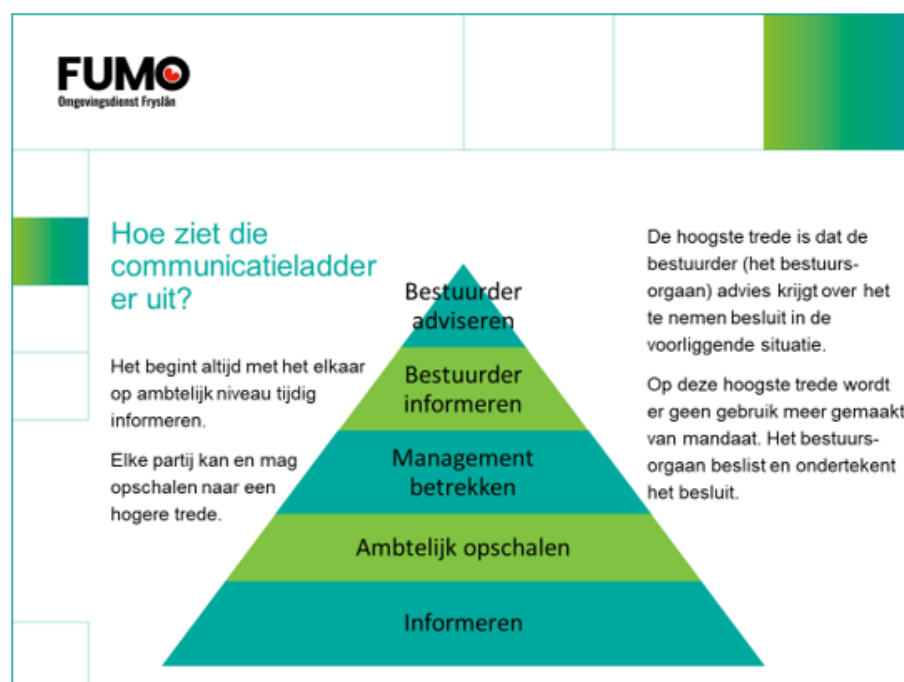 FUMO
Omgevingsdienst Fryslân
Hoe ziet die
communicatieladder
er uit?
Het begint altijd met het elkaar
op ambtelijk niveau tijdig
informeren.
Elke partij kan en mag
opschalen naar een
hogere trede.
Bestuurder
adviseren
Bestuurder
informeren
Management
betrekken
Ambtelijk opschalen
Informeren
De hoogste trede is dat de
bestuurder (het bestuurs-
orgaan) advies krijgt over het
te nemen besluit in de
voorliggende situatie.
Op deze hoogste trede wordt
er geen gebruik meer gemaakt
van mandaat. Het bestuurs-
orgaan beslist en ondertekent
het besluit.